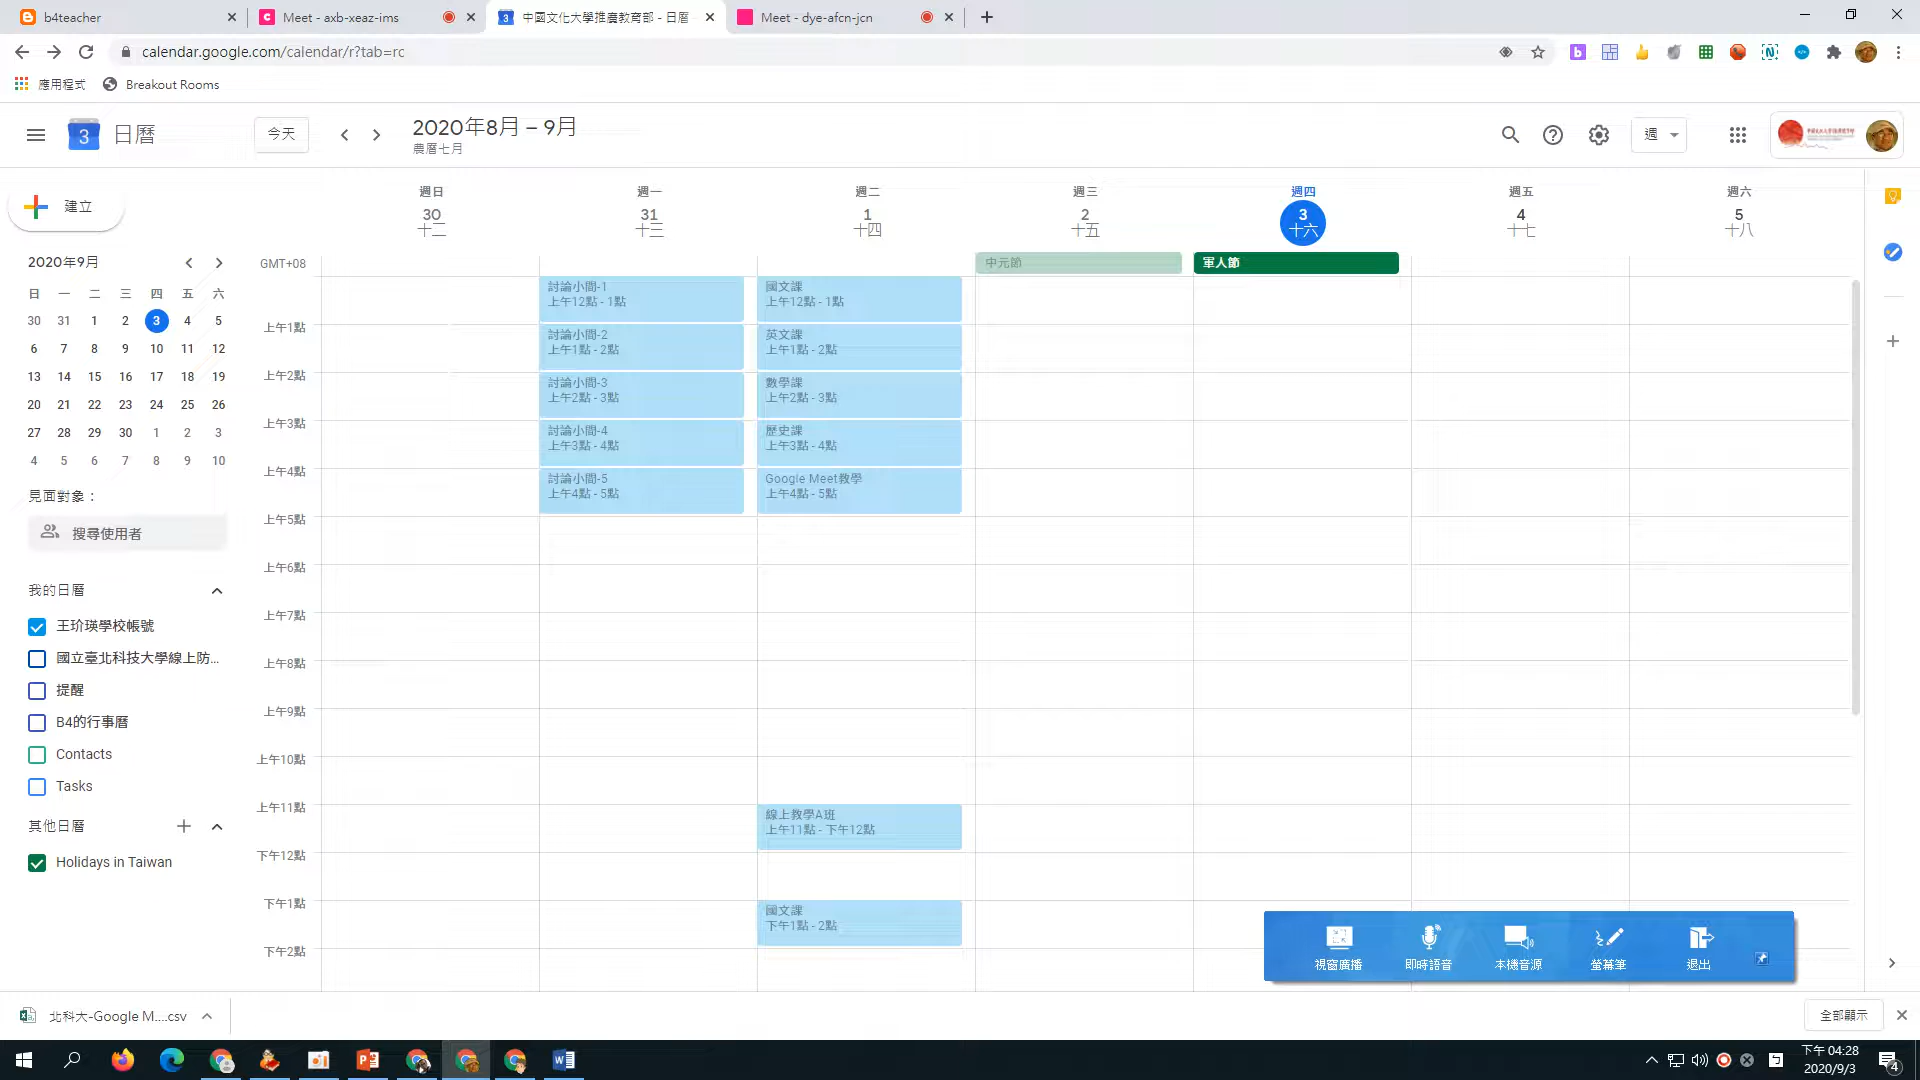 b4teacher
Meet - axb-xeaz-ims
中國文化大學推廣教育部 - 日曆
Meet - dye-afcn-jcn
calendar.google.com/calendar/r?tab=rc
應用程式
Breakout Rooms
3
日曆
今天
2020年8月 – 9月
農曆七月
週
建立
週日
週一
週二
週三
週四
週五
週六
30
31
1
2
3
4
5
十二
十三
十四
十五
十六
十七
十八
2020年9月
日 一 二 三 四 五 六
30 31 1 2 3 4 5
6 7 8 9 10 11 12
13 14 15 16 17 18 19
20 21 22 23 24 25 26
27 28 29 30 1 2 3
4 5 6 7 8 9 10
見面對象：
搜尋使用者
我的日曆
王玠瑛學校帳號
國立臺北科技大學線上防...
提醒
B4的行事曆
Contacts
Tasks
其他日曆
Holidays in Taiwan
GMT+08
中元節
軍人節
上午1點
上午2點
上午3點
上午4點
上午5點
上午6點
上午7點
上午8點
上午9點
上午10點
上午11點
下午12點
下午1點
下午2點
討論小間-1
上午12點 - 1點
討論小間-2
上午1點 - 2點
討論小間-3
上午2點 - 3點
討論小間-4
上午3點 - 4點
討論小間-5
上午4點 - 5點
國文課
上午12點 - 1點
英文課
上午1點 - 2點
數學課
上午2點 - 3點
歷史課
上午3點 - 4點
Google Meet教學
上午4點 - 5點
線上教學A班
上午11點 - 下午12點
國文課
下午1點 - 2點
視窗廣播
即時語音
本機音源
螢幕筆
退出
北科大-Google M....csv
全部顯示
下午 04:28
2020/9/3
4